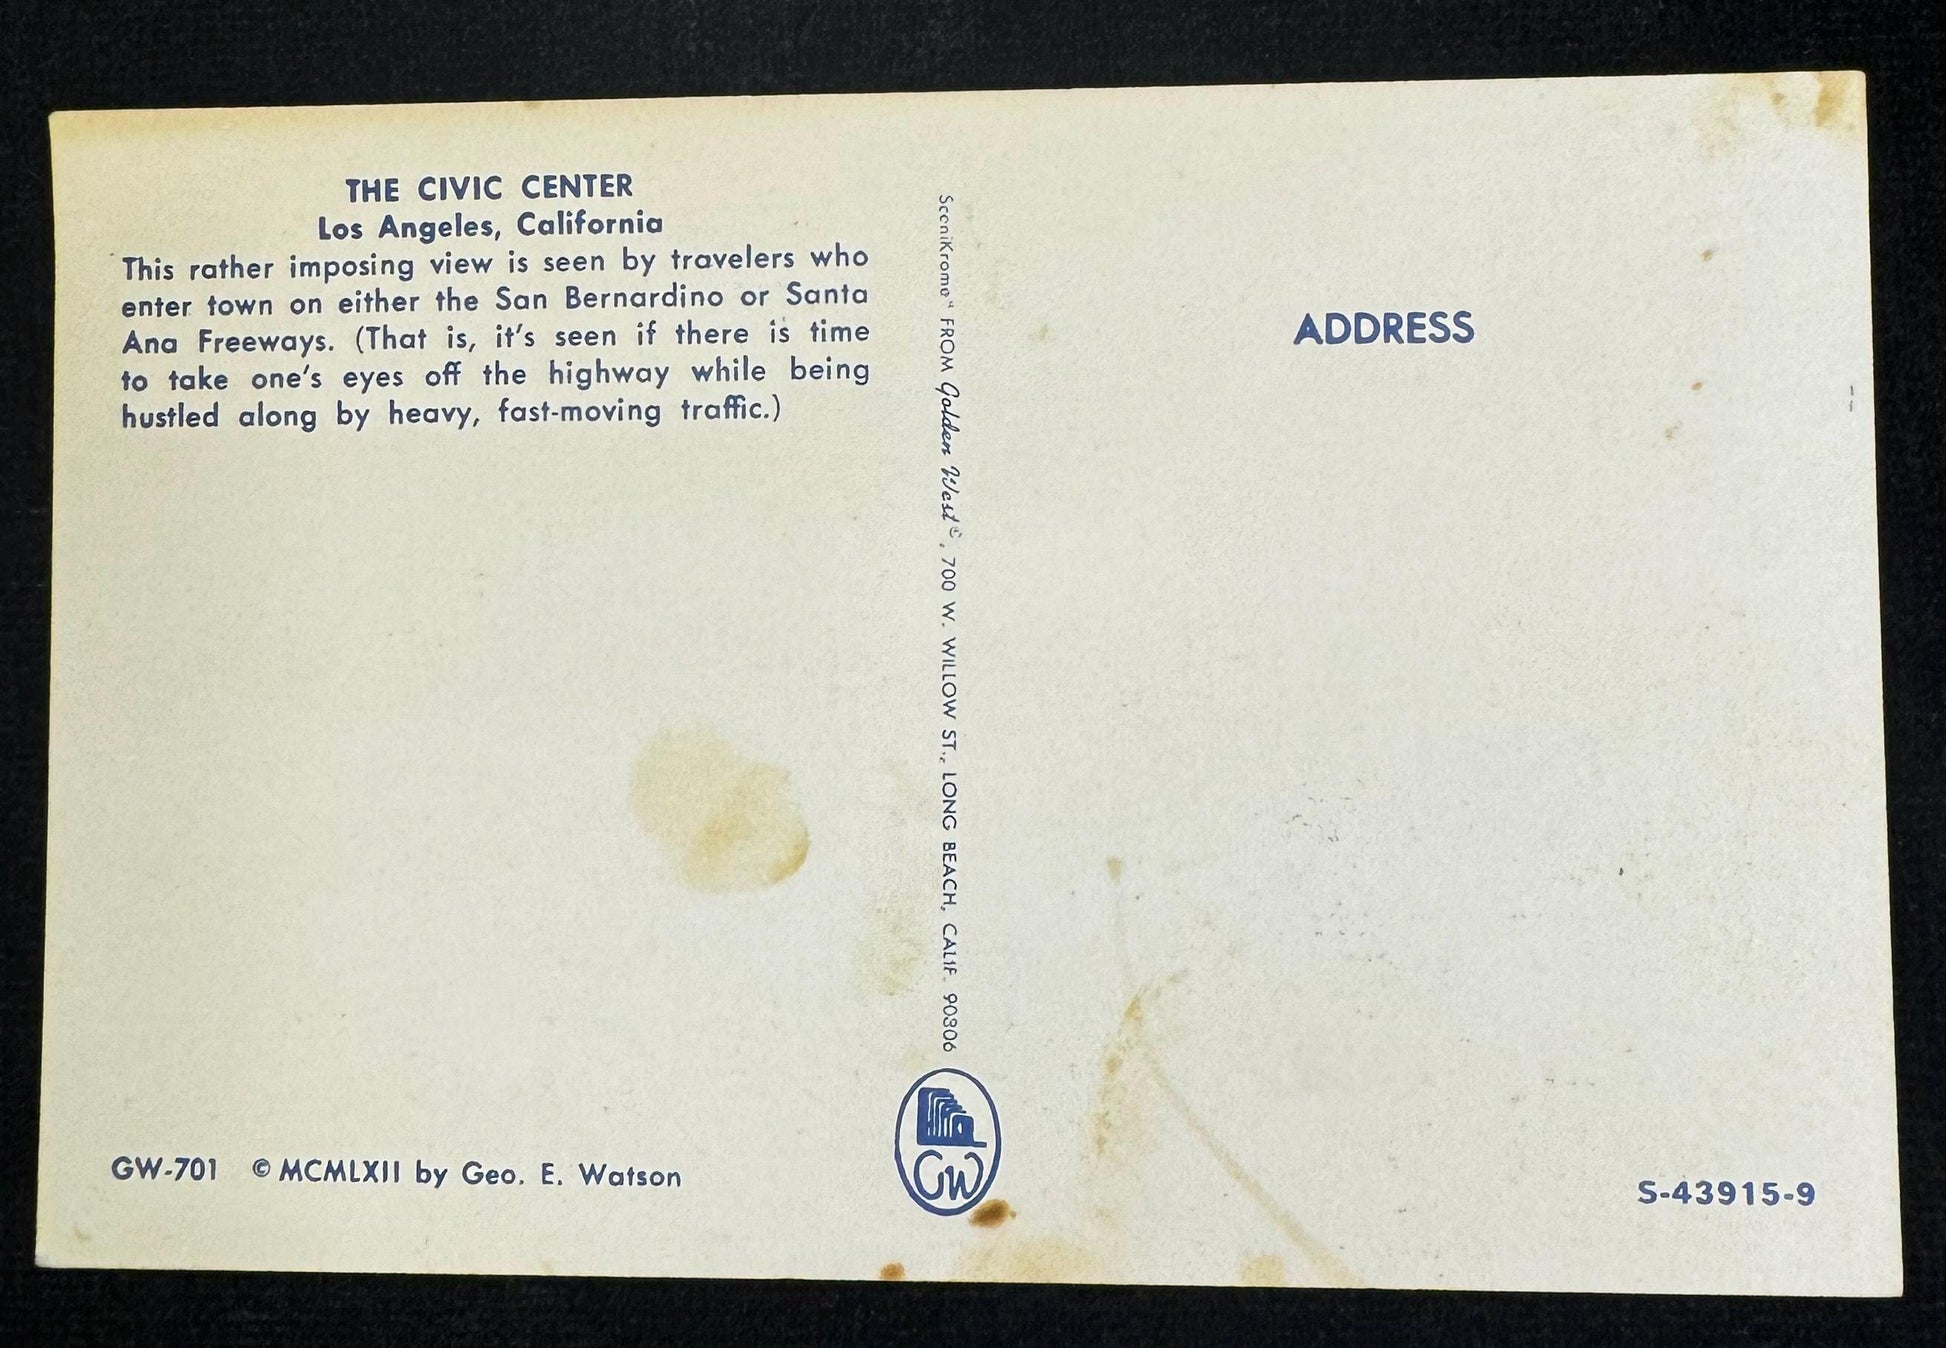 THE CIVIC CENTER
Los Angeles, California
This rather imposing view is seen by travelers who
enter town on either the San Bernardino or Santa
Ana Freeways. (That is, it's seen if there is time
to take one's eyes off the highway while being
hustled along by heavy, fast-moving traffic.)
GW-701 © MCMLXII by Geo. E. Watson
FROM Golden West©, 700 W. WILLOW ST., LONG BEACH, CALIF. 90806
GW
ADDRESS
S-43915-9